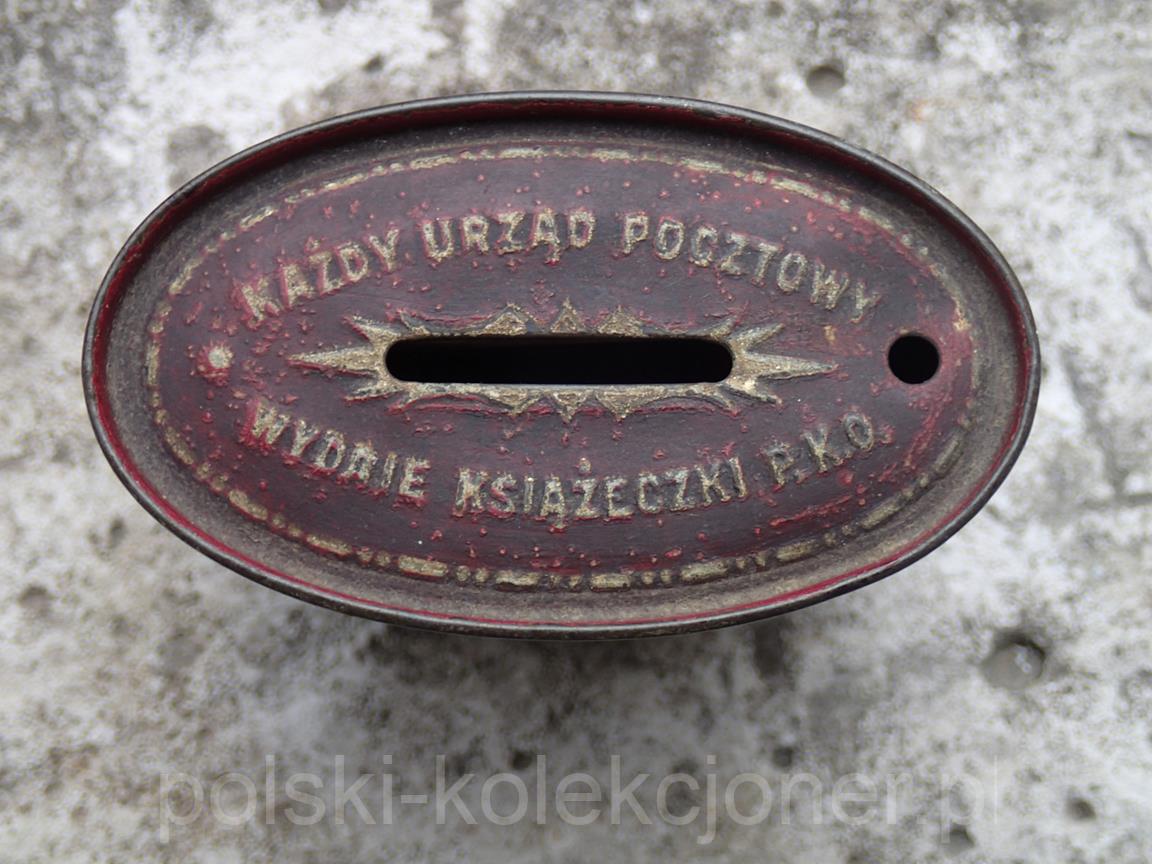 KAŻDY URZĄD POCZTOWY
WYDAJE KSIĄŻECZKI P.K.O.
polski-kolekcjoner.pl